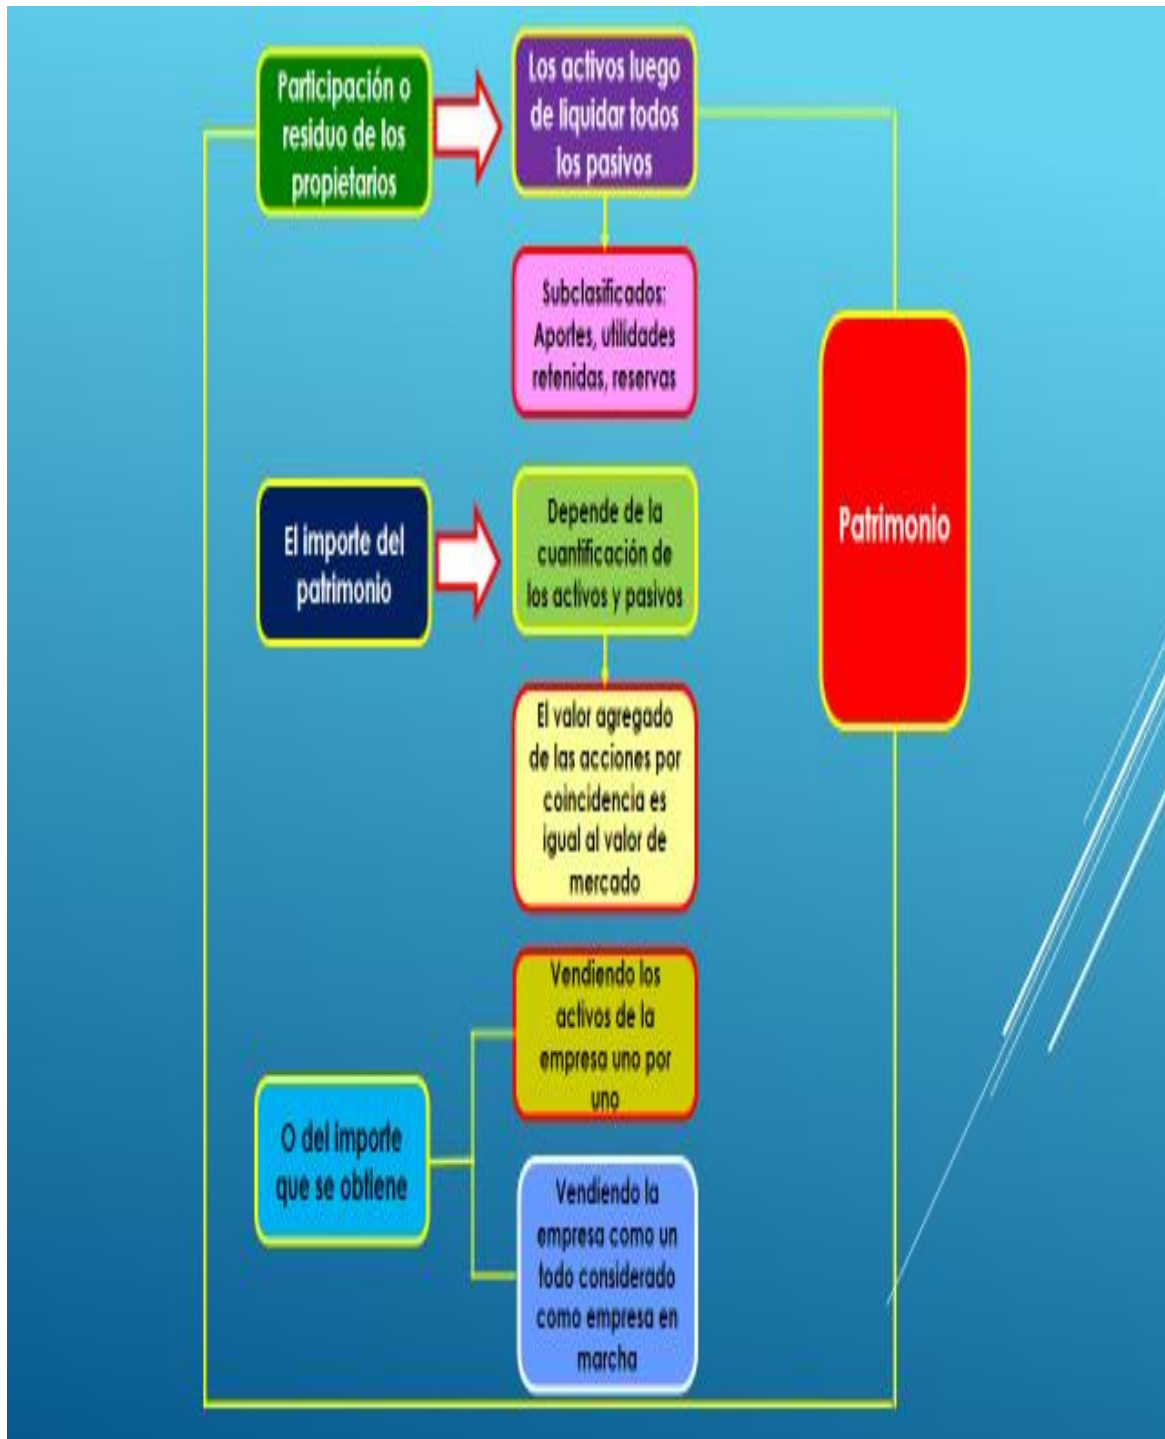 Participación o
residuo de los
propietarios
Los activos luego
de liquidar todos
los pasivos
Subclasificados:
Aportes, utilidades
retenidas, reservas
El importe del
patrimonio
Depende de la
cuantificación de
los activos y pasivos
El valor agregado
de las acciones por
coincidencia es
igual al valor de
mercado
O del importe
que se obtiene
Vendiendo los
activos de la
empresa uno por
uno
Vendiendo la
empresa como un
todo considerado
como empresa en
marcha
Patrimonio